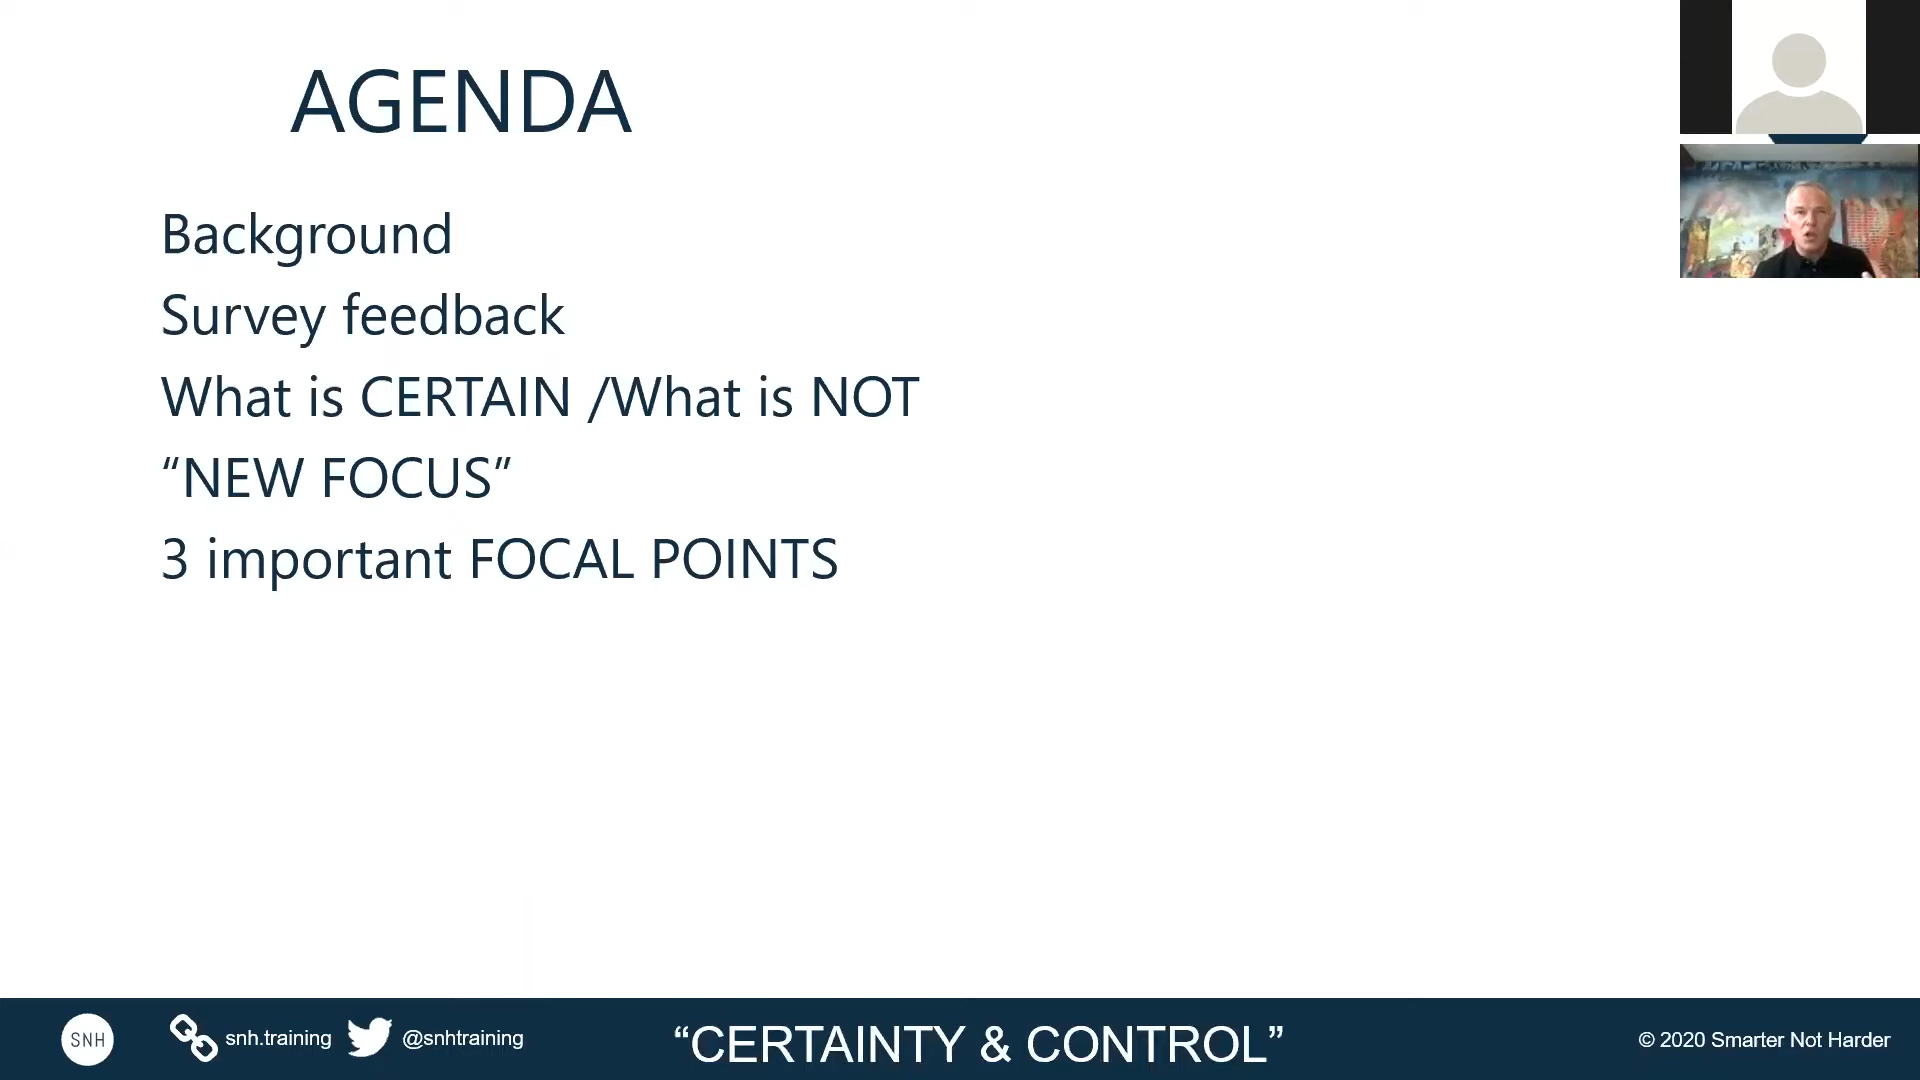 AGENDA
Background
Survey feedback
What is CERTAIN /What is NOT
“NEW FOCUS”
3 important FOCAL POINTS
SNH
snh.training
@snhtraining
“CERTAINTY & CONTROL”
© 2020 Smarter Not Harder